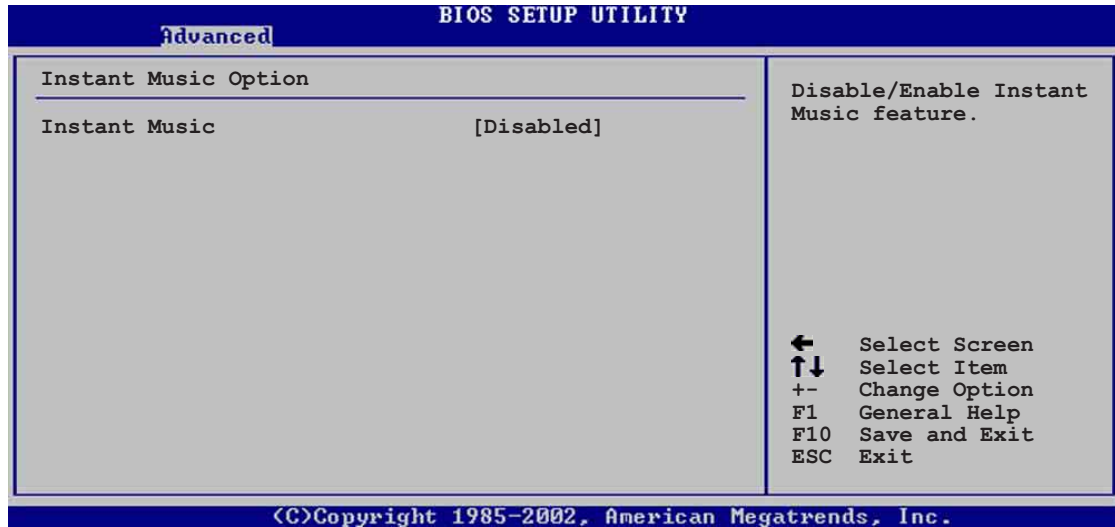 BIOS SETUP UTILITY
Advanced
Instant Music Option
Instant Music [Disabled]
Disable/Enable Instant
Music feature.
← Select Screen
↑↓ Select Item
+- Change Option
F1 General Help
F10 Save and Exit
ESC Exit
(C)Copyright 1985-2002, American Megatrends, Inc.